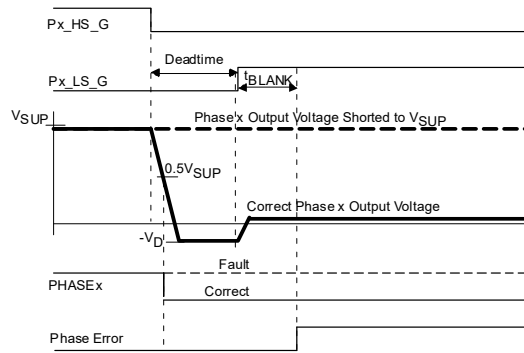 Px_HS_G
Deadtime
Px_LS_G
tBLANK
VSUP
Phase x Output Voltage Shorted to VSUP
0.5VSUP
Correct Phase x Output Voltage
-VD
Fault
PHASEx
Correct
Phase Error